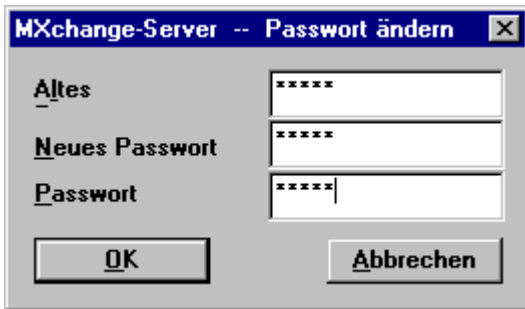 MXchange-Server -- Passwort ändern
Altes *****
Neues Passwort *****
Passwort *****
OK Abbrechen